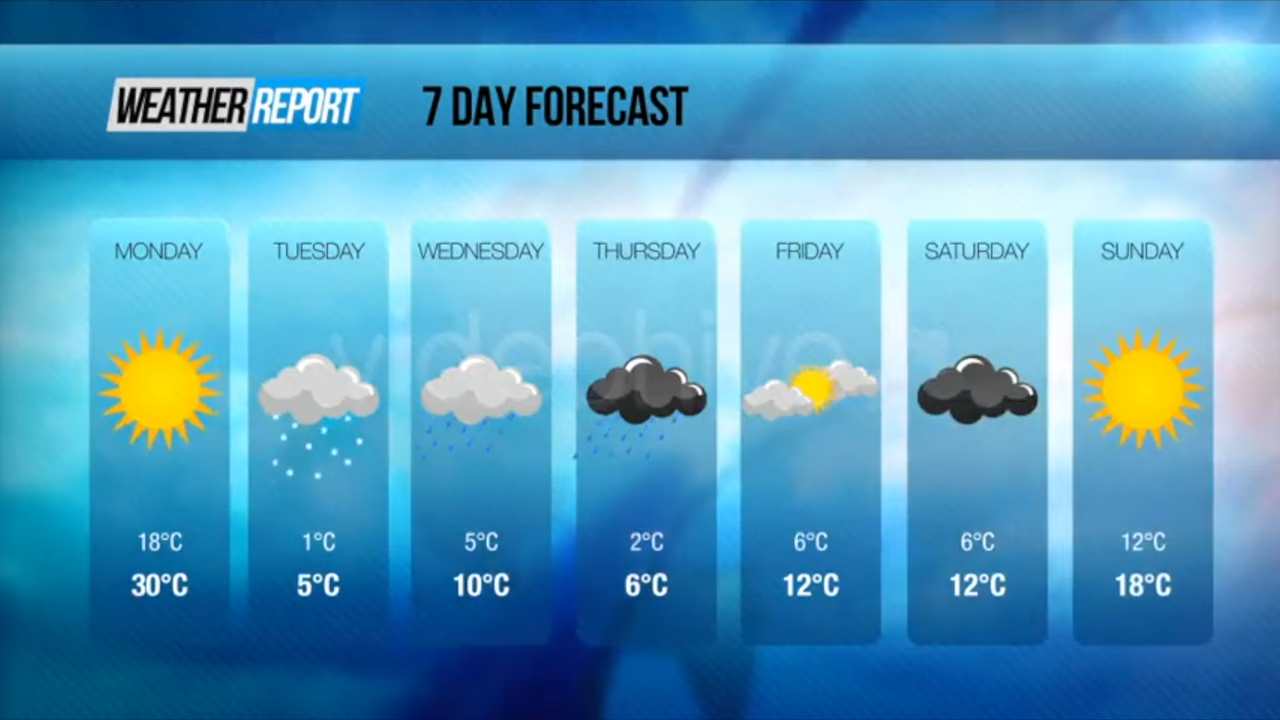 WEATHER REPORT
7 DAY FORECAST
MONDAY
18°C
30°C
TUESDAY
1°C
5°C
WEDNESDAY
5°C
10°C
THURSDAY
2°C
6°C
FRIDAY
6°C
12°C
SATURDAY
6°C
12°C
SUNDAY
12°C
18°C
videohive